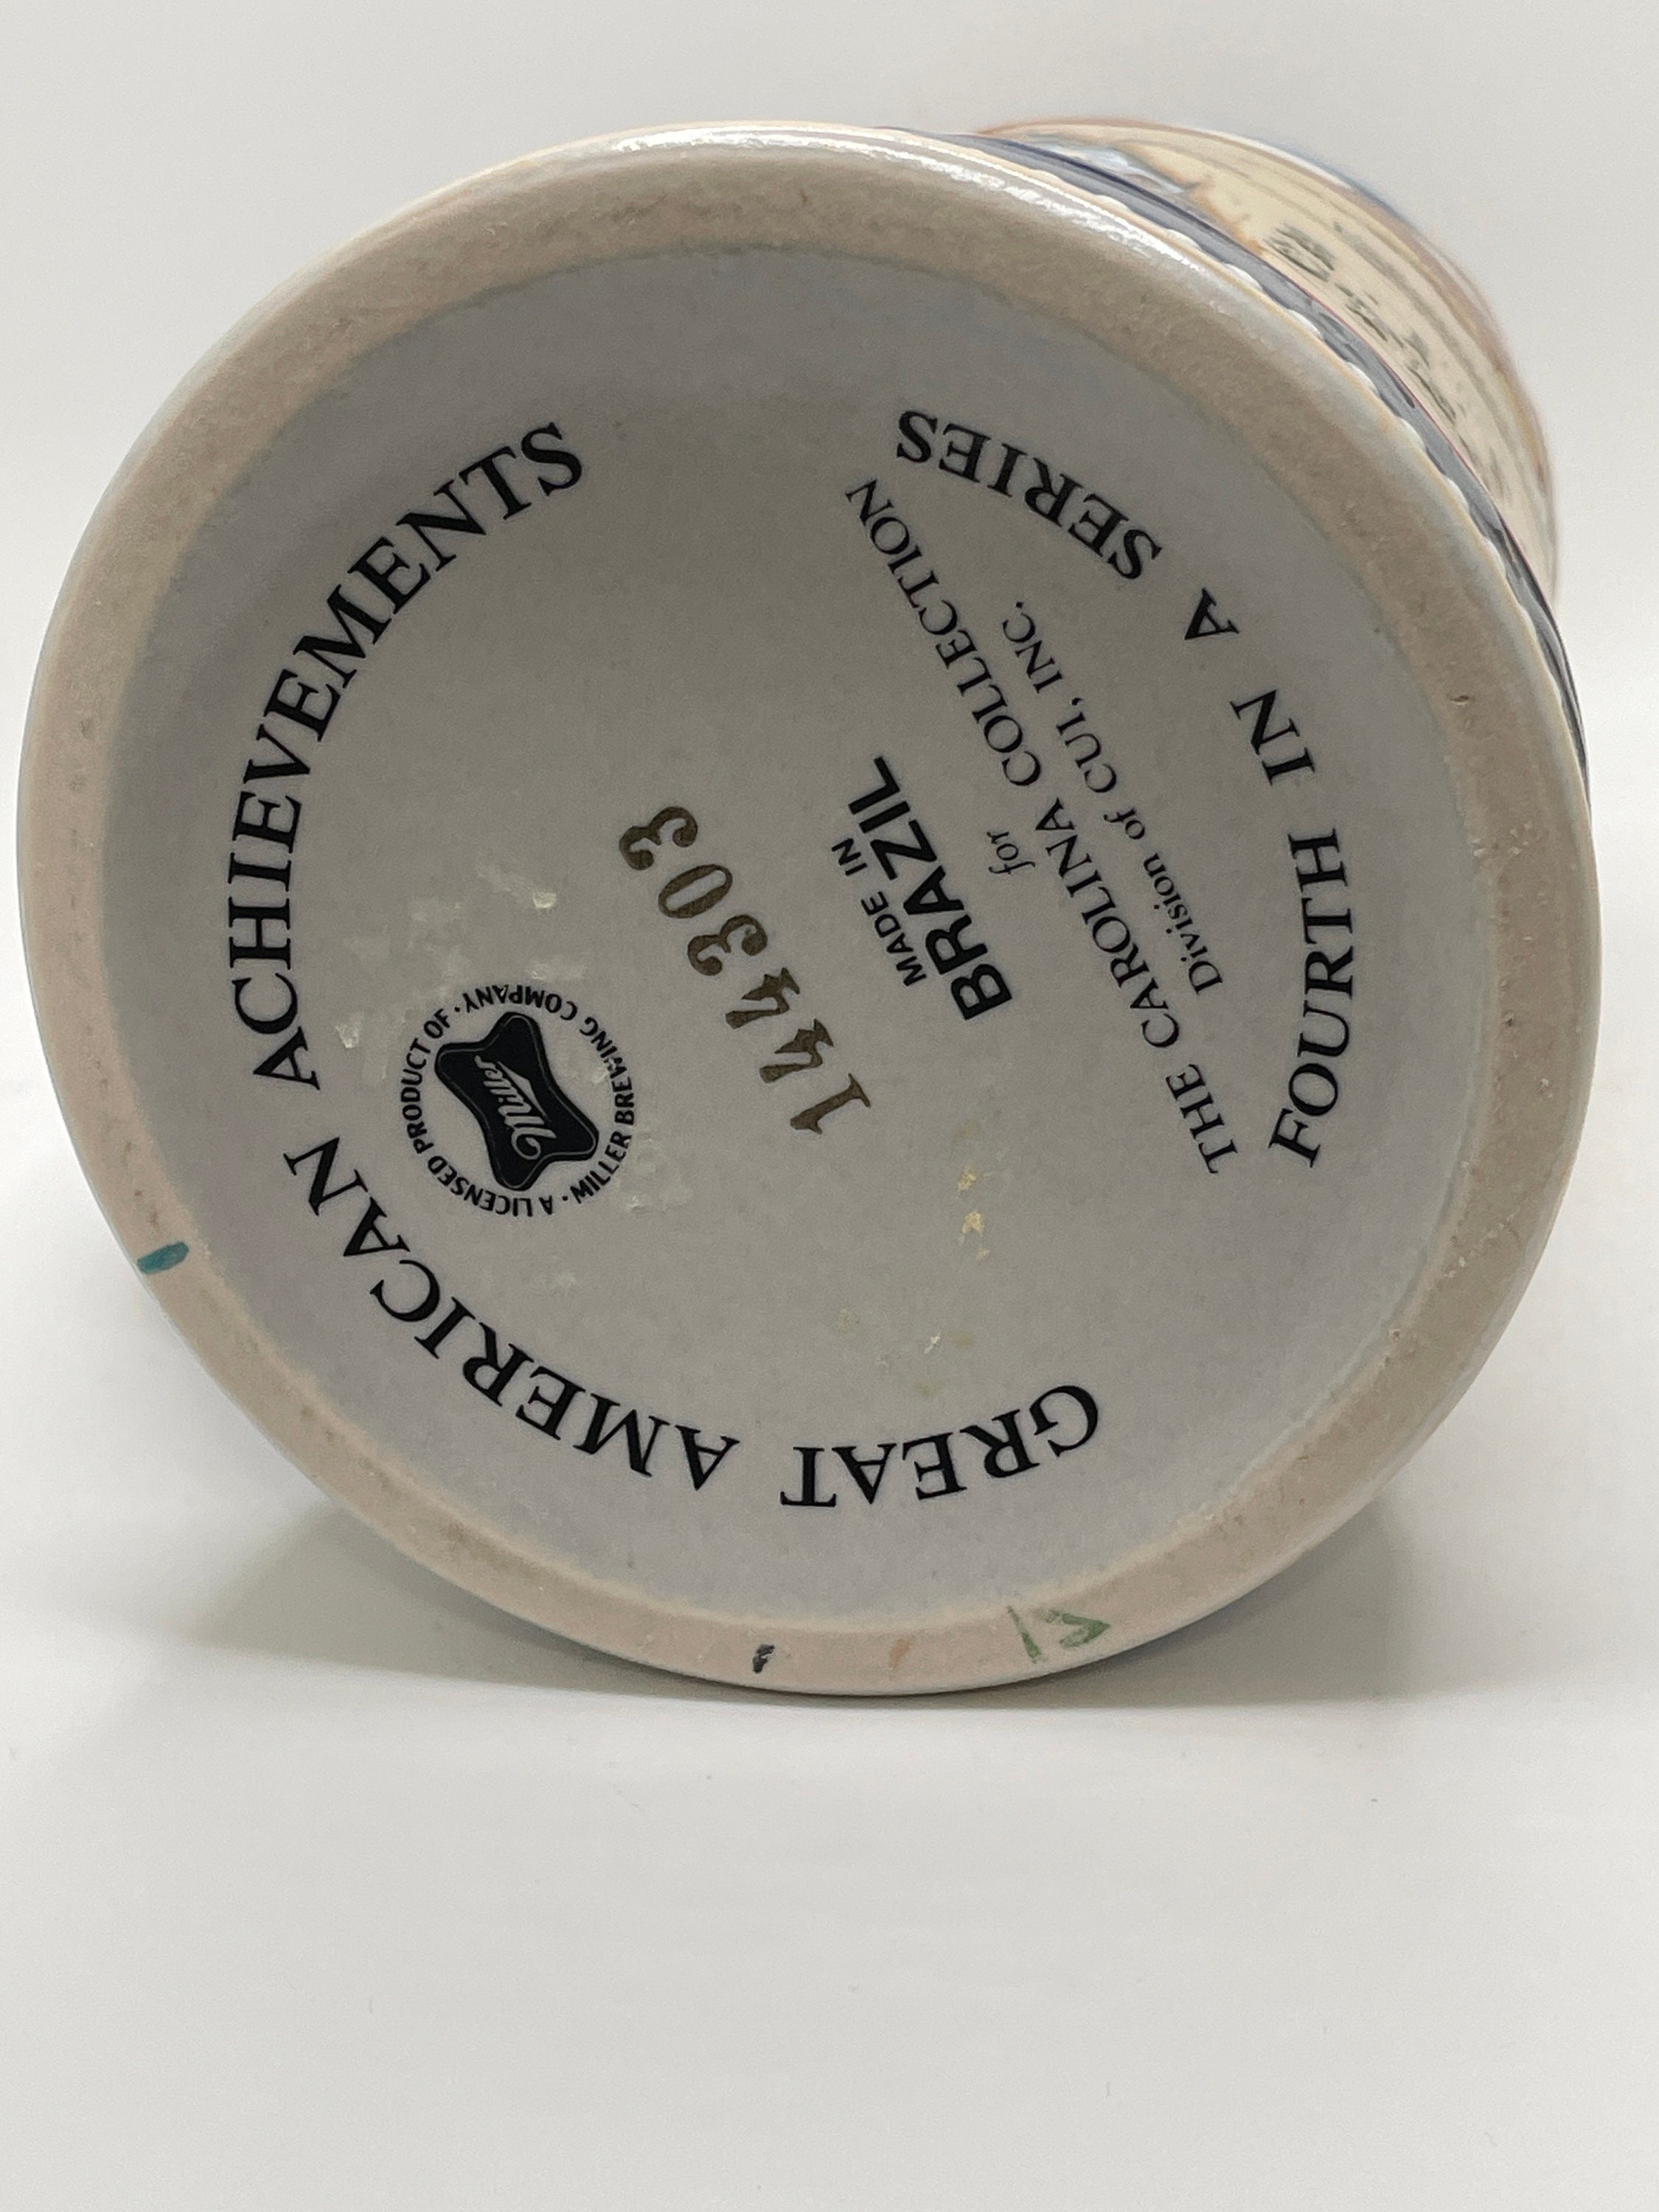 GREAT AMERICAN ACHIEVEMENTS
A LICENSED PRODUCT OF · MILLER BREWING COMPANY ·
Miller
14303
MADE IN
BRAZIL
for
THE CAROLINA COLLECTION
Division of CUI, INC.
FOURTH IN A SERIES